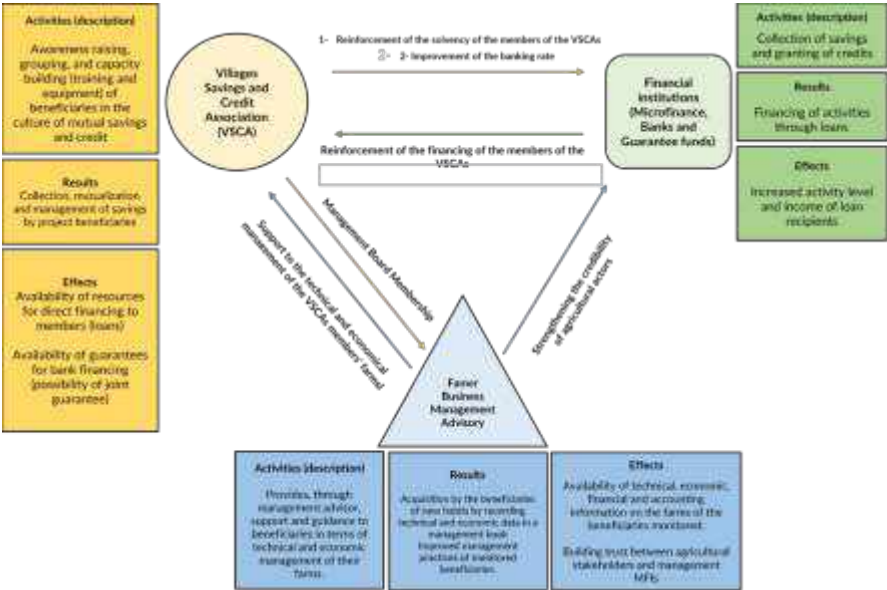 Activities (description)
Awareness raising,
grouping, and capacity
building (training and
equipment) of
beneficiaries in the
culture of mutual savings
and credit
Results
Collection, mutualization
and management of savings
by project beneficiaries
Effects
Availability of resources
for direct financing to
members (loans)
Availability of guarantees
for bank financing
(possibility of joint
guarantee)
Villages
Savings and
Credit
Association
(VSCA)
1- Reinforcement of the solvency of the members of the VSCAs
2- 2- Improvement of the banking rate
Reinforcement of the financing of the members of the
VSCAs
Financial
institutions
(Microfinance,
Banks and
Guarantee funds)
Activities (description)
Collection of savings
and granting of credits
Results
Financing of activities
through loans
Effects
Increased activity level
and income of loan
recipients
Management Board Membership
Support to the technical and economical
management of the VSCAs members' farms!
Strengthening the credibility
of agricultural actors
Famer
Business
Management
Advisory
Activities (description)
Provides, through
management advisor,
support and guidance to
beneficiaries in terms of
technical and economic
management of their
farms.
Results
Acquisition by the beneficiaries
of new habits by recording
technical and economic data in a
management book
Improved management
practices of monitored
beneficiaries.
Effects
Availability of technical, economic,
financial and accounting
information on the farms of the
beneficiaries monitored.
Building trust between agricultural
stakeholders and management
MFIs